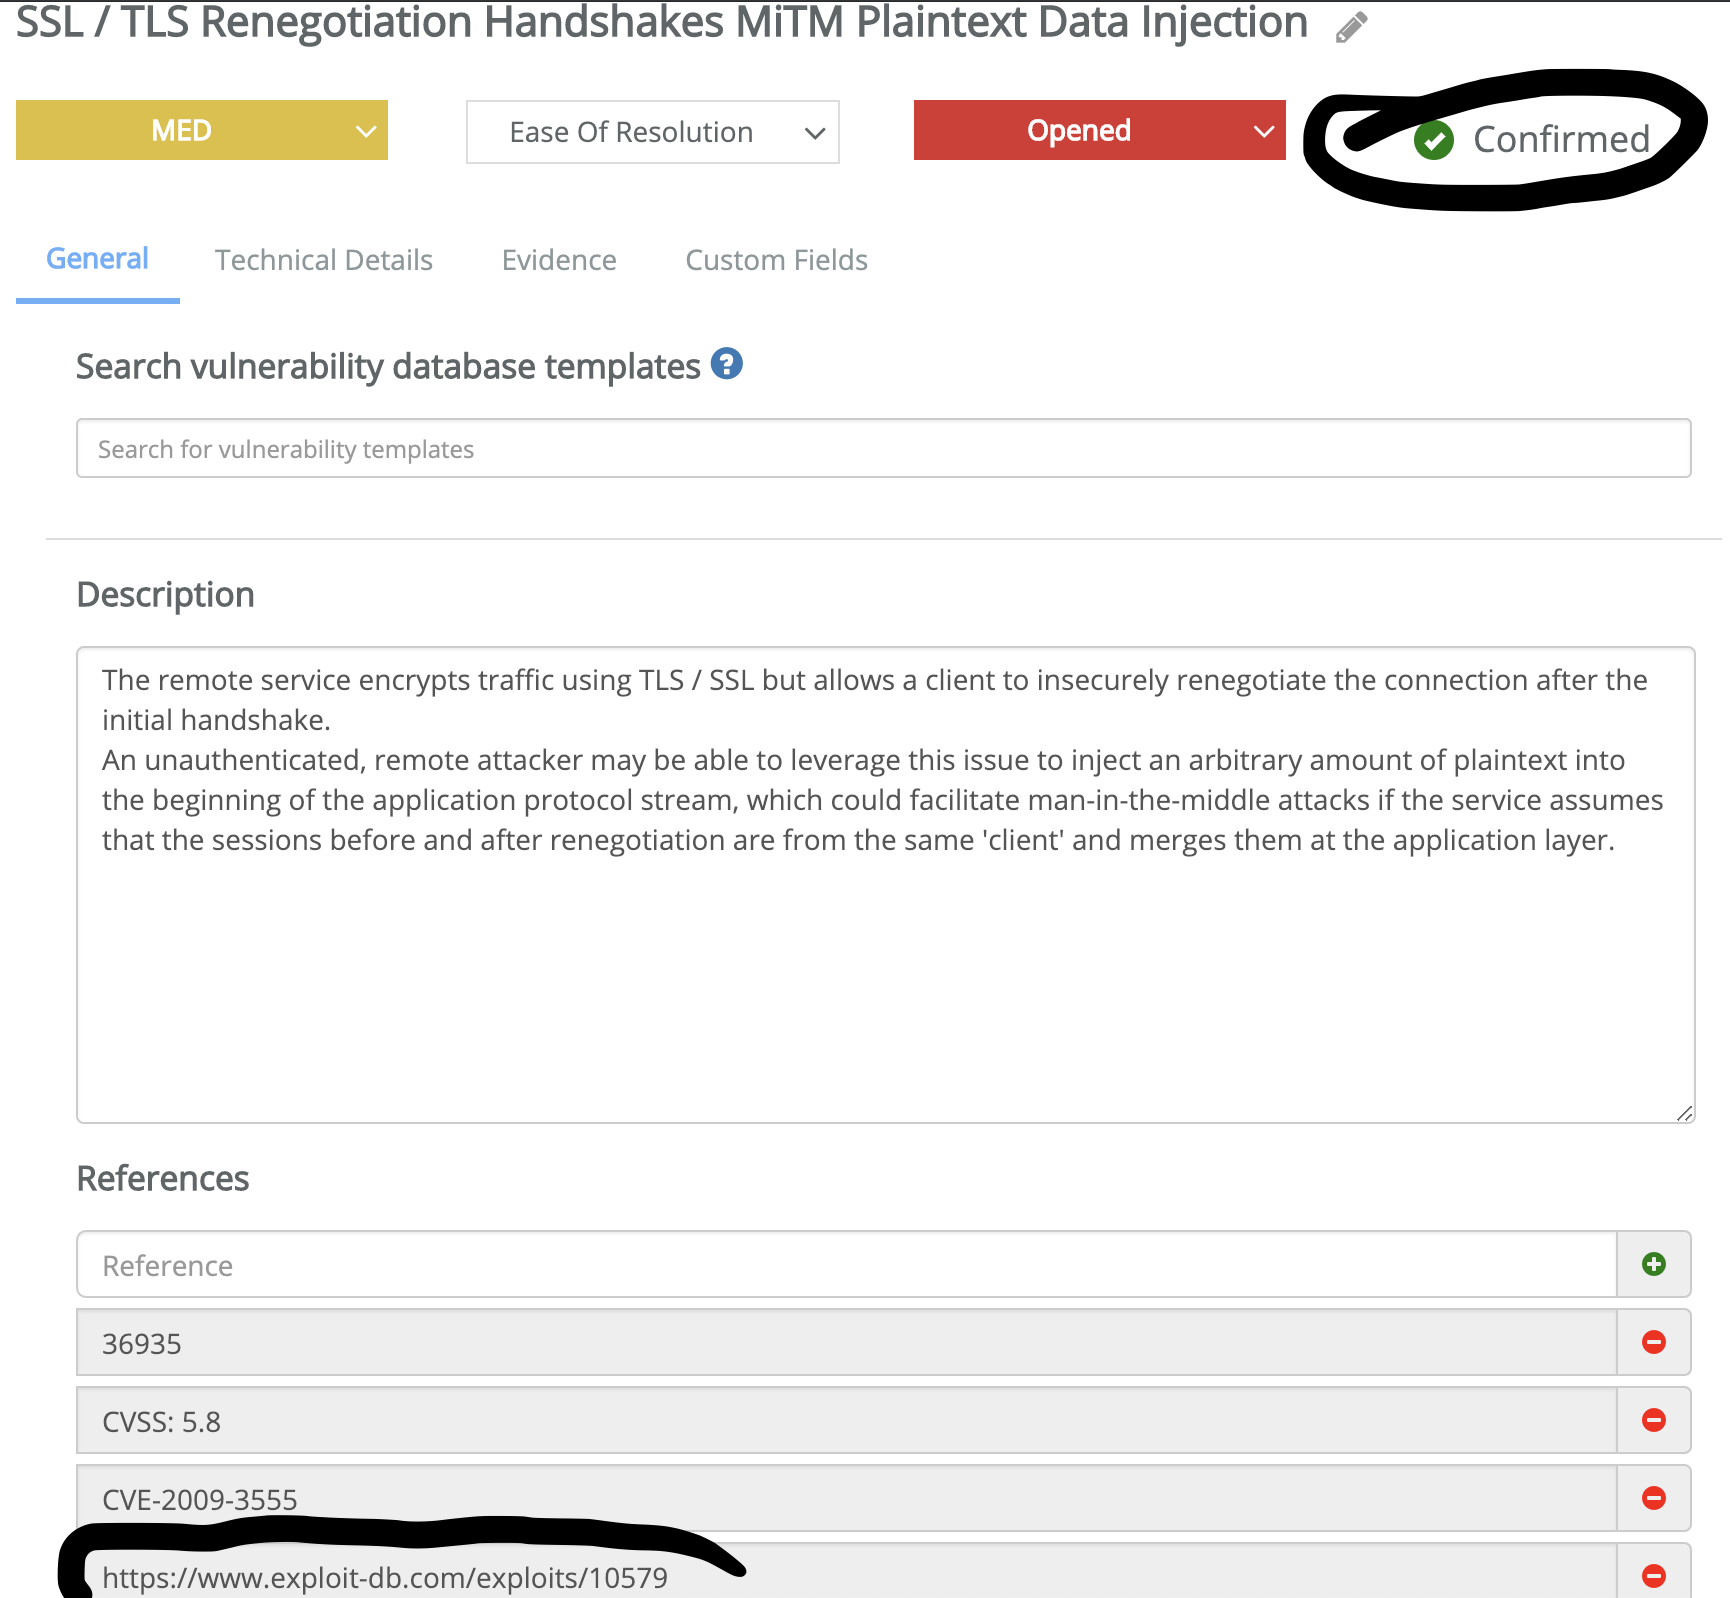 SSL / TLS Renegotiation Handshakes MiTM Plaintext Data Injection
MED
Ease Of Resolution
Opened
Confirmed
General
Technical Details
Evidence
Custom Fields
Search vulnerability database templates
Search for vulnerability templates
Description
The remote service encrypts traffic using TLS / SSL but allows a client to insecurely renegotiate the connection after the
initial handshake.
An unauthenticated, remote attacker may be able to leverage this issue to inject an arbitrary amount of plaintext into
the beginning of the application protocol stream, which could facilitate man-in-the-middle attacks if the service assumes
that the sessions before and after renegotiation are from the same 'client' and merges them at the application layer.
References
Reference
36935
CVSS: 5.8
CVE-2009-3555
https://www.exploit-db.com/exploits/10579